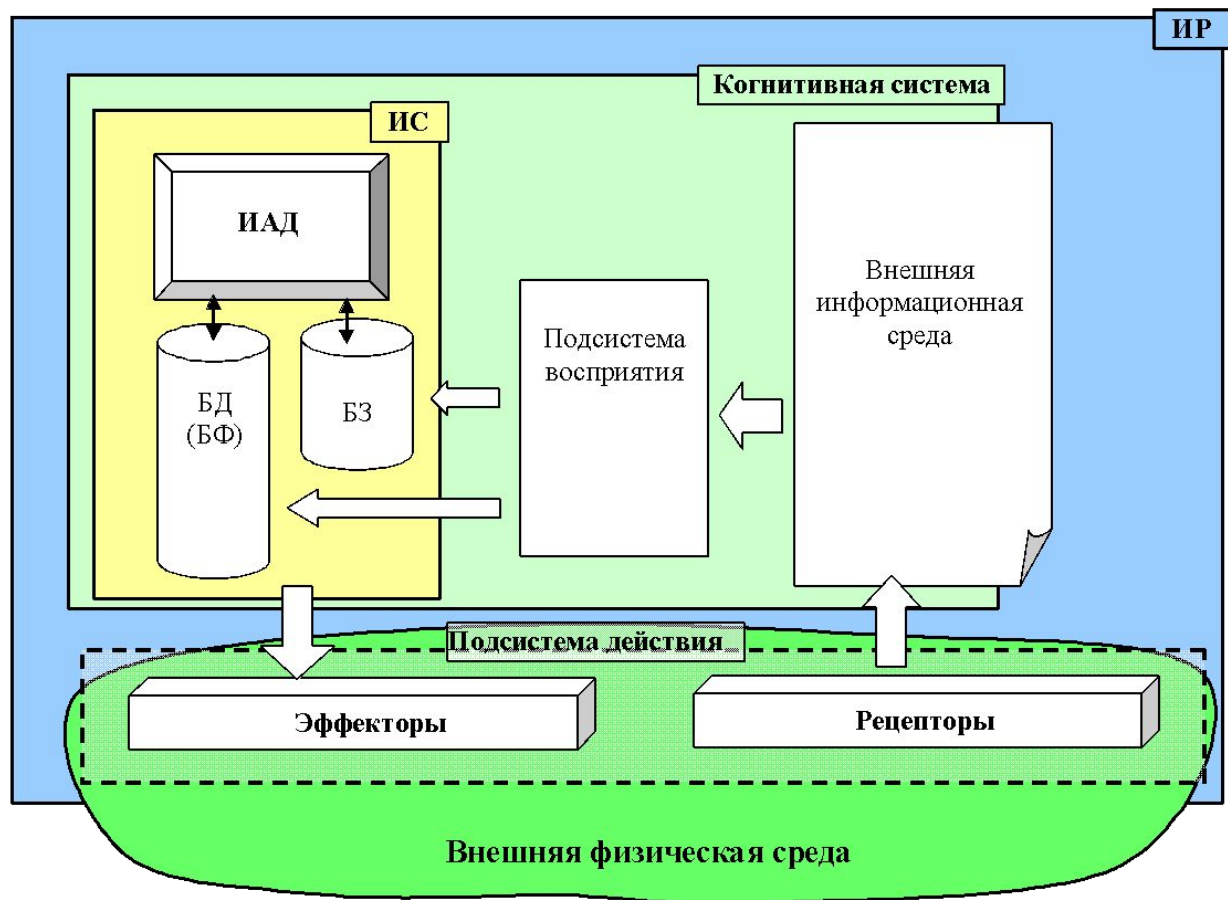 ИР
Когнитивная система
ИС
ИАД
Внешняя
информационная
среда
Подсистема
восприятия
БД
(БФ)
БЗ
Подсистема действия
Эффекторы
Рецепторы
Внешняя физическая среда